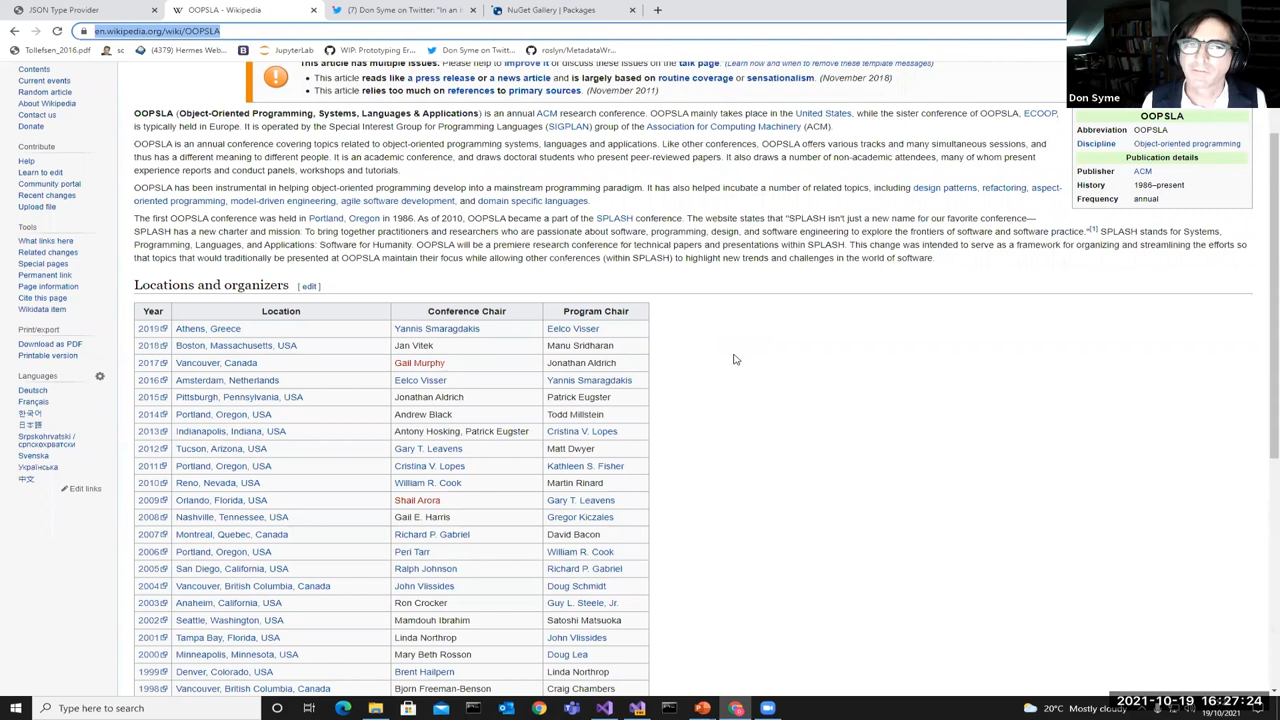 JSON Type Provider
OOPSLA - Wikipedia
(7) Don Syme on Twitter: "In an i
NuGet Gallery | Packages
en.wikipedia.org/wiki/OOPSLA
Tollefsen_2016.pdf
sc
(4379) Hermes Web...
JupyterLab
WIP: Prototyping Er...
Don Syme on Twitt...
roslyn/MetadataWr...
Don Syme
Contents
Current events
Random article
About Wikipedia
Contact us
Donate
Contribute
Help
Learn to edit
Community portal
Recent changes
Upload file
Tools
What links here
Related changes
Special pages
Permanent link
Page information
Cite this page
Wikidata item
Print/export
Download as PDF
Printable version
Languages
Deutsch
Français
한국어
日本語
Srpskohrvatski /
српскохрватски
Svenska
Українська
中文
Edit links
This article has multiple issues. Please help to improve it or discuss these issues on the talk page. (Learn how and when to remove these template messages)
• This article reads like a press release or a news article and is largely based on routine coverage or sensationalism. (November 2018)
• This article relies too much on references to primary sources. (November 2011)
OOPSLA (Object-Oriented Programming, Systems, Languages & Applications) is an annual ACM research conference. OOPSLA mainly takes place in the United States, while the sister conference of OOPSLA, ECOOP,
is typically held in Europe. It is operated by the Special Interest Group for Programming Languages (SIGPLAN) group of the Association for Computing Machinery (ACM).
OOPSLA is an annual conference covering topics related to object-oriented programming systems, languages and applications. Like other conferences, OOPSLA offers various tracks and many simultaneous sessions, and
thus has a different meaning to different people. It is an academic conference, and draws doctoral students who present peer-reviewed papers. It also draws a number of non-academic attendees, many of whom present
experience reports and conduct panels, workshops and tutorials.
OOPSLA has been instrumental in helping object-oriented programming develop into a mainstream programming paradigm. It has also helped incubate a number of related topics, including design patterns, refactoring, aspect-
oriented programming, model-driven engineering, agile software development, and domain specific languages.
The first OOPSLA conference was held in Portland, Oregon in 1986. As of 2010, OOPSLA became a part of the SPLASH conference. The website states that "SPLASH isn't just a new name for our favorite conference—
SPLASH has a new charter and mission: To bring together practitioners and researchers who are passionate about software, programming, design, and software engineering to explore the frontiers of software and software practice."[1] SPLASH stands for Systems,
Programming, Languages, and Applications: Software for Humanity. OOPSLA will be a premiere research conference for technical papers and presentations within SPLASH. This change was intended to serve as a framework for organizing and streamlining the efforts so
that topics that would traditionally be presented at OOPSLA maintain their focus while allowing other conferences (within SPLASH) to highlight new trends and challenges in the world of software.
OOPSLA
Abbreviation OOPSLA
Discipline Object-oriented programming
Publication details
Publisher ACM
History 1986–present
Frequency annual
Locations and organizers [ edit ]
Year Location Conference Chair Program Chair
2019 Athens, Greece Yannis Smaragdakis Eelco Visser
2018 Boston, Massachusetts, USA Jan Vitek Manu Sridharan
2017 Vancouver, Canada Gail Murphy Jonathan Aldrich
2016 Amsterdam, Netherlands Eelco Visser Yannis Smaragdakis
2015 Pittsburgh, Pennsylvania, USA Jonathan Aldrich Patrick Eugster
2014 Portland, Oregon, USA Andrew Black Todd Millstein
2013 Indianapolis, Indiana, USA Antony Hosking, Patrick Eugster Cristina V. Lopes
2012 Tucson, Arizona, USA Gary T. Leavens Matt Dwyer
2011 Portland, Oregon, USA Cristina V. Lopes Kathleen S. Fisher
2010 Reno, Nevada, USA William R. Cook Martin Rinard
2009 Orlando, Florida, USA Shail Arora Gary T. Leavens
2008 Nashville, Tennessee, USA Gail E. Harris Gregor Kiczales
2007 Montreal, Quebec, Canada Richard P. Gabriel David Bacon
2006 Portland, Oregon, USA Peri Tarr William R. Cook
2005 San Diego, California, USA Ralph Johnson Richard P. Gabriel
2004 Vancouver, British Columbia, Canada John Vlissides Doug Schmidt
2003 Anaheim, California, USA Ron Crocker Guy L. Steele, Jr.
2002 Seattle, Washington, USA Mamdouh Ibrahim Satoshi Matsuoka
2001 Tampa Bay, Florida, USA Linda Northrop John Vlissides
2000 Minneapolis, Minnesota, USA Mary Beth Rosson Doug Lea
1999 Denver, Colorado, USA Brent Hailpern Linda Northrop
1998 Vancouver, British Columbia, Canada Bjorn Freeman-Benson Craig Chambers
Type here to search
20°C Mostly cloudy
2021-10-19 16:27:24
19/10/2021